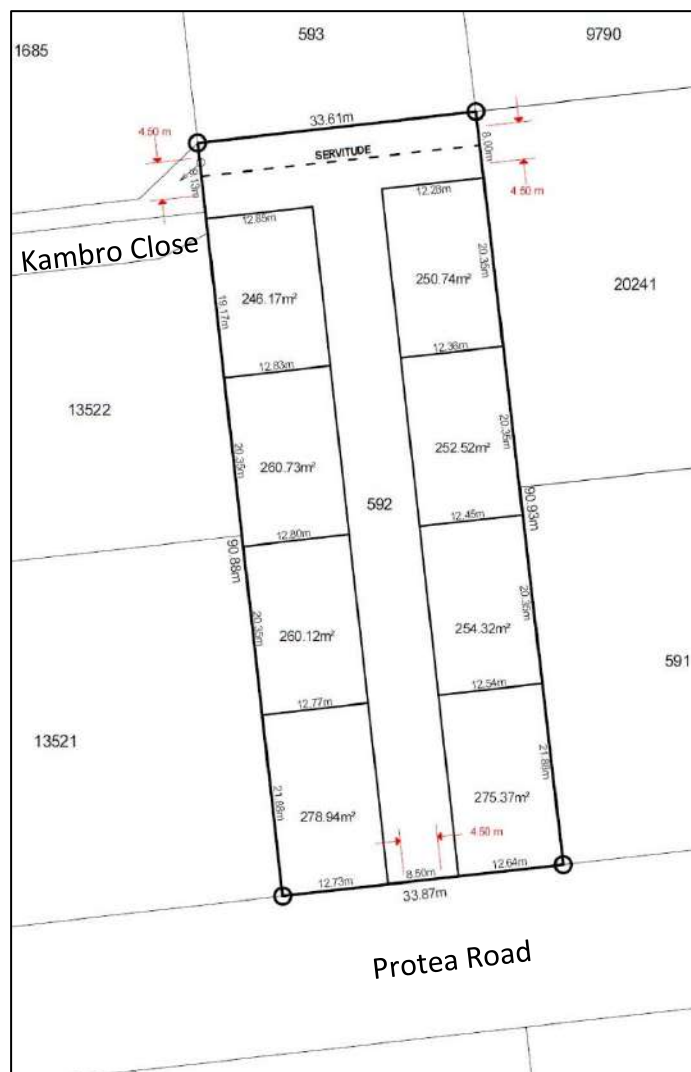 593
9790
1685
33.61m
4.50 m
SERVITUDE
8.00m
4.50 m
8.13m
12.28m
12.85m
Kambro Close
20.35m
250.74m²
20241
246.17m²
19.17m
12.36m
12.83m
13522
20.35m
252.52m²
260.73m²
20.35m
592
12.45m
90.93m
12.80m
90.88m
20.35m
254.32m²
260.12m²
20.35m
591
12.54m
12.77m
13521
21.88m
275.37m²
21.88m
278.94m²
4.50 m
8.50m
12.64m
12.73m
33.87m
Protea Road